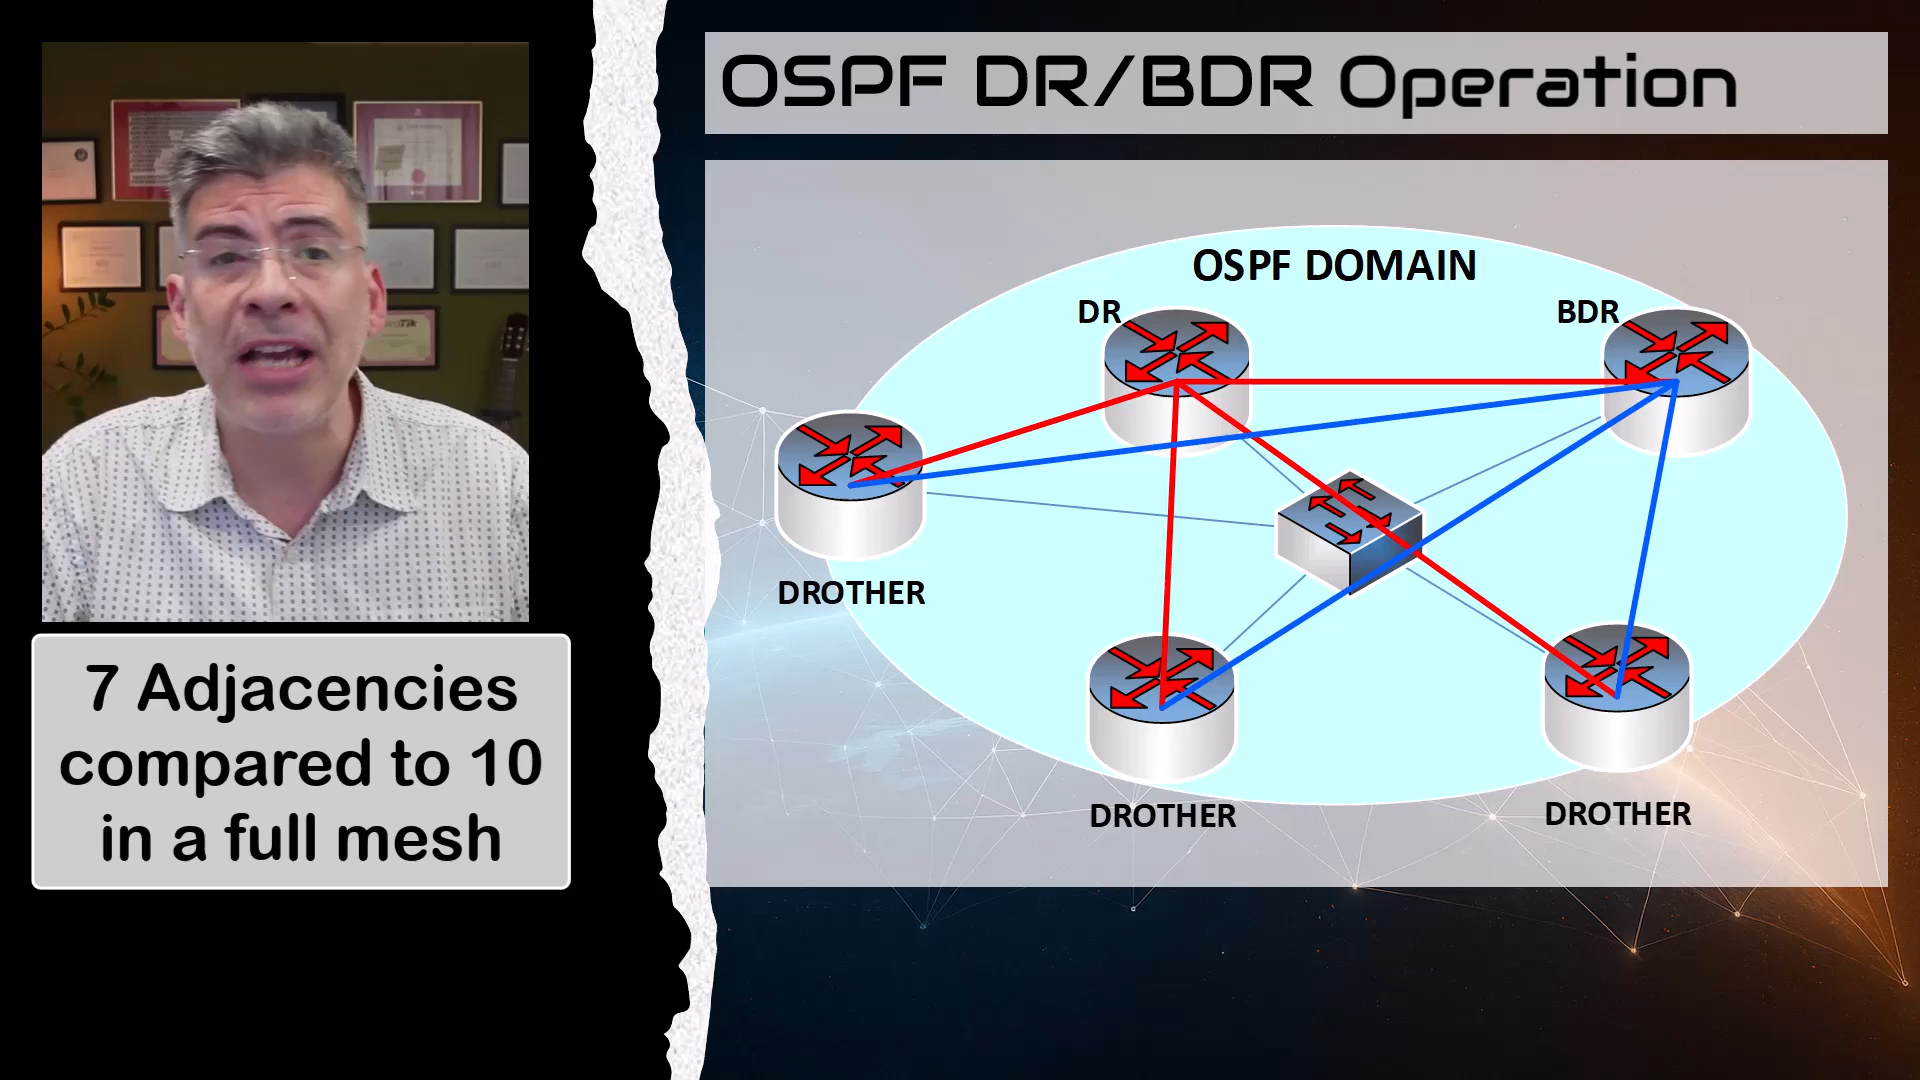 OSPF DR/BDR Operation
OSPF DOMAIN
DR
BDR
DROTHER
DROTHER
DROTHER
7 Adjacencies
compared to 10
in a full mesh